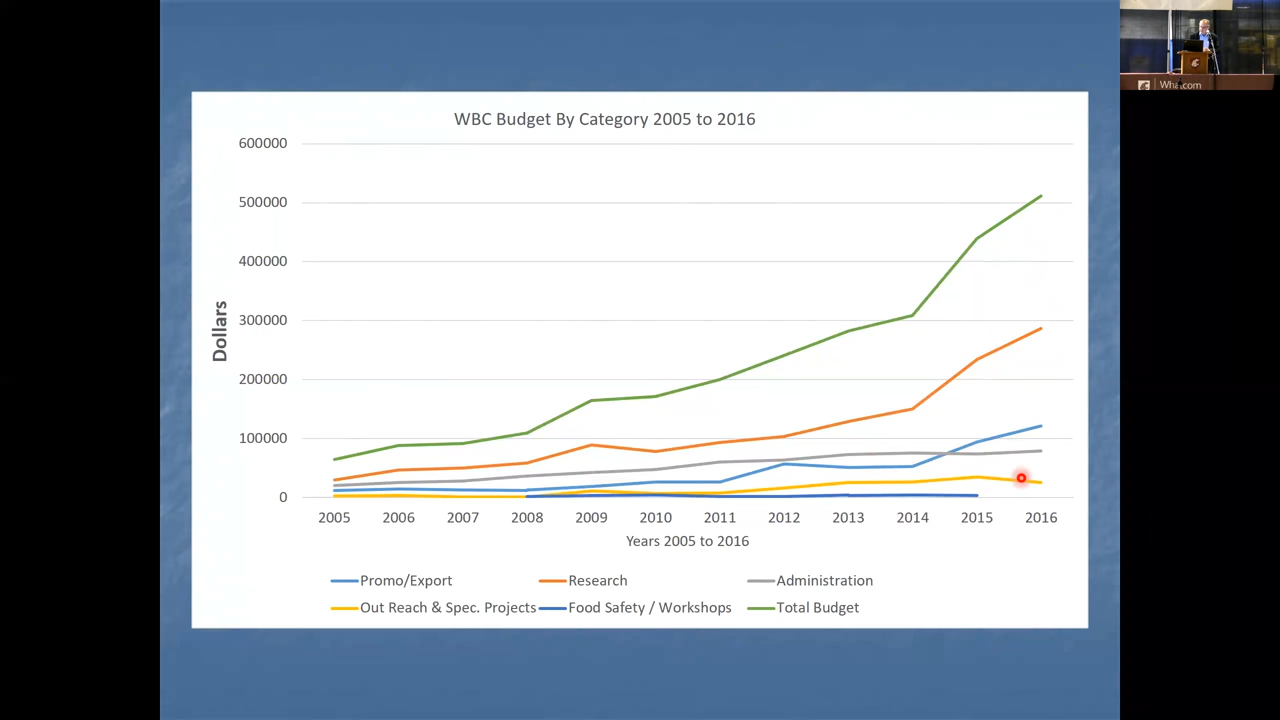 WBC Budget By Category 2005 to 2016
600000
500000
400000
300000
200000
100000
0
Dollars
2005 2006 2007 2008 2009 2010 2011 2012 2013 2014 2015 2016
Years 2005 to 2016
Promo/Export Research Administration
Out Reach & Spec. Projects Food Safety / Workshops Total Budget
Whatcom